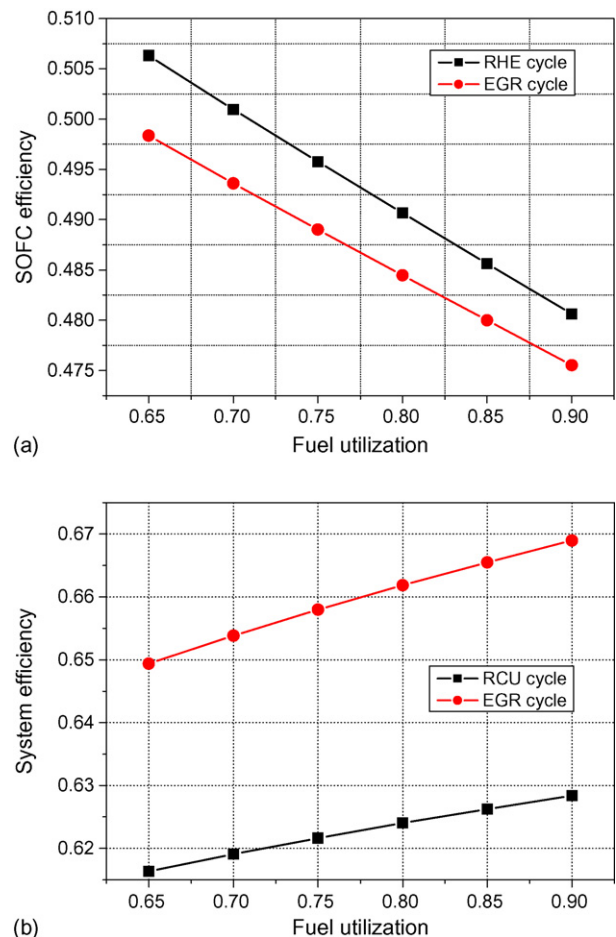 0.510
0.505
0.500
0.495
0.490
0.485
0.480
0.475
SOFC efficiency
RHE cycle
EGR cycle
0.65 0.70 0.75 0.80 0.85 0.90
Fuel utilization
(a)
0.67
0.66
0.65
0.64
0.63
0.62
System efficiency
RCU cycle
EGR cycle
0.65 0.70 0.75 0.80 0.85 0.90
Fuel utilization
(b)